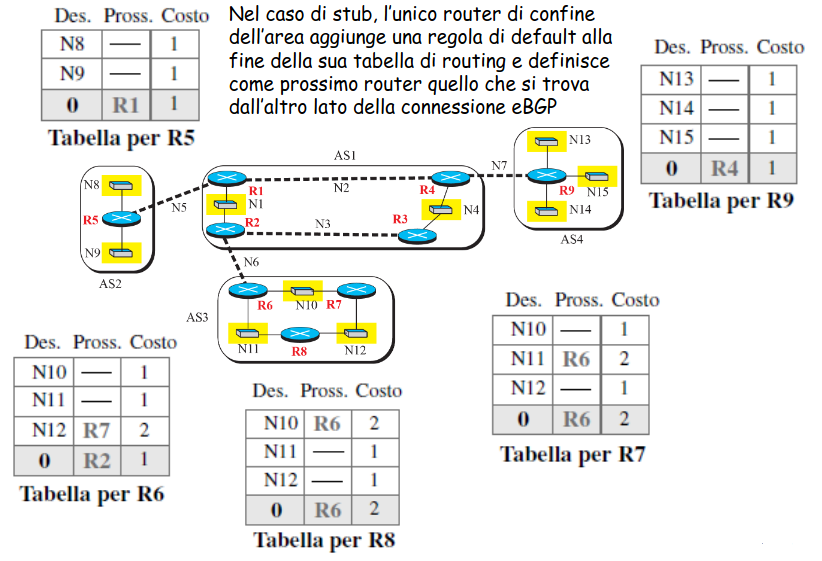 Nel caso di stub, l'unico router di confine
dell'area aggiunge una regola di default alla
fine della sua tabella di routing e definisce
come prossimo router quello che si trova
dall'altro lato della connessione eBGP
Des. Pross. Costo
N8 — 1
N9 — 1
0 R1 1
Tabella per R5
Des. Pross. Costo
N13 — 1
N14 — 1
N15 — 1
0 R4 1
Tabella per R9
AS1
N8
R5
N9
AS2
N5
R1
N1
R2
N2
N3
R4
N4
R3
N7
N13
R9
N15
N14
AS4
N6
AS3
R6
N10
R7
N11
R8
N12
Des. Pross. Costo
N10 — 1
N11 — 1
N12 R7 2
0 R2 1
Tabella per R6
Des. Pross. Costo
N10 R6 2
N11 — 1
N12 — 1
0 R6 2
Tabella per R8
Des. Pross. Costo
N10 — 1
N11 R6 2
N12 — 1
0 R6 2
Tabella per R7